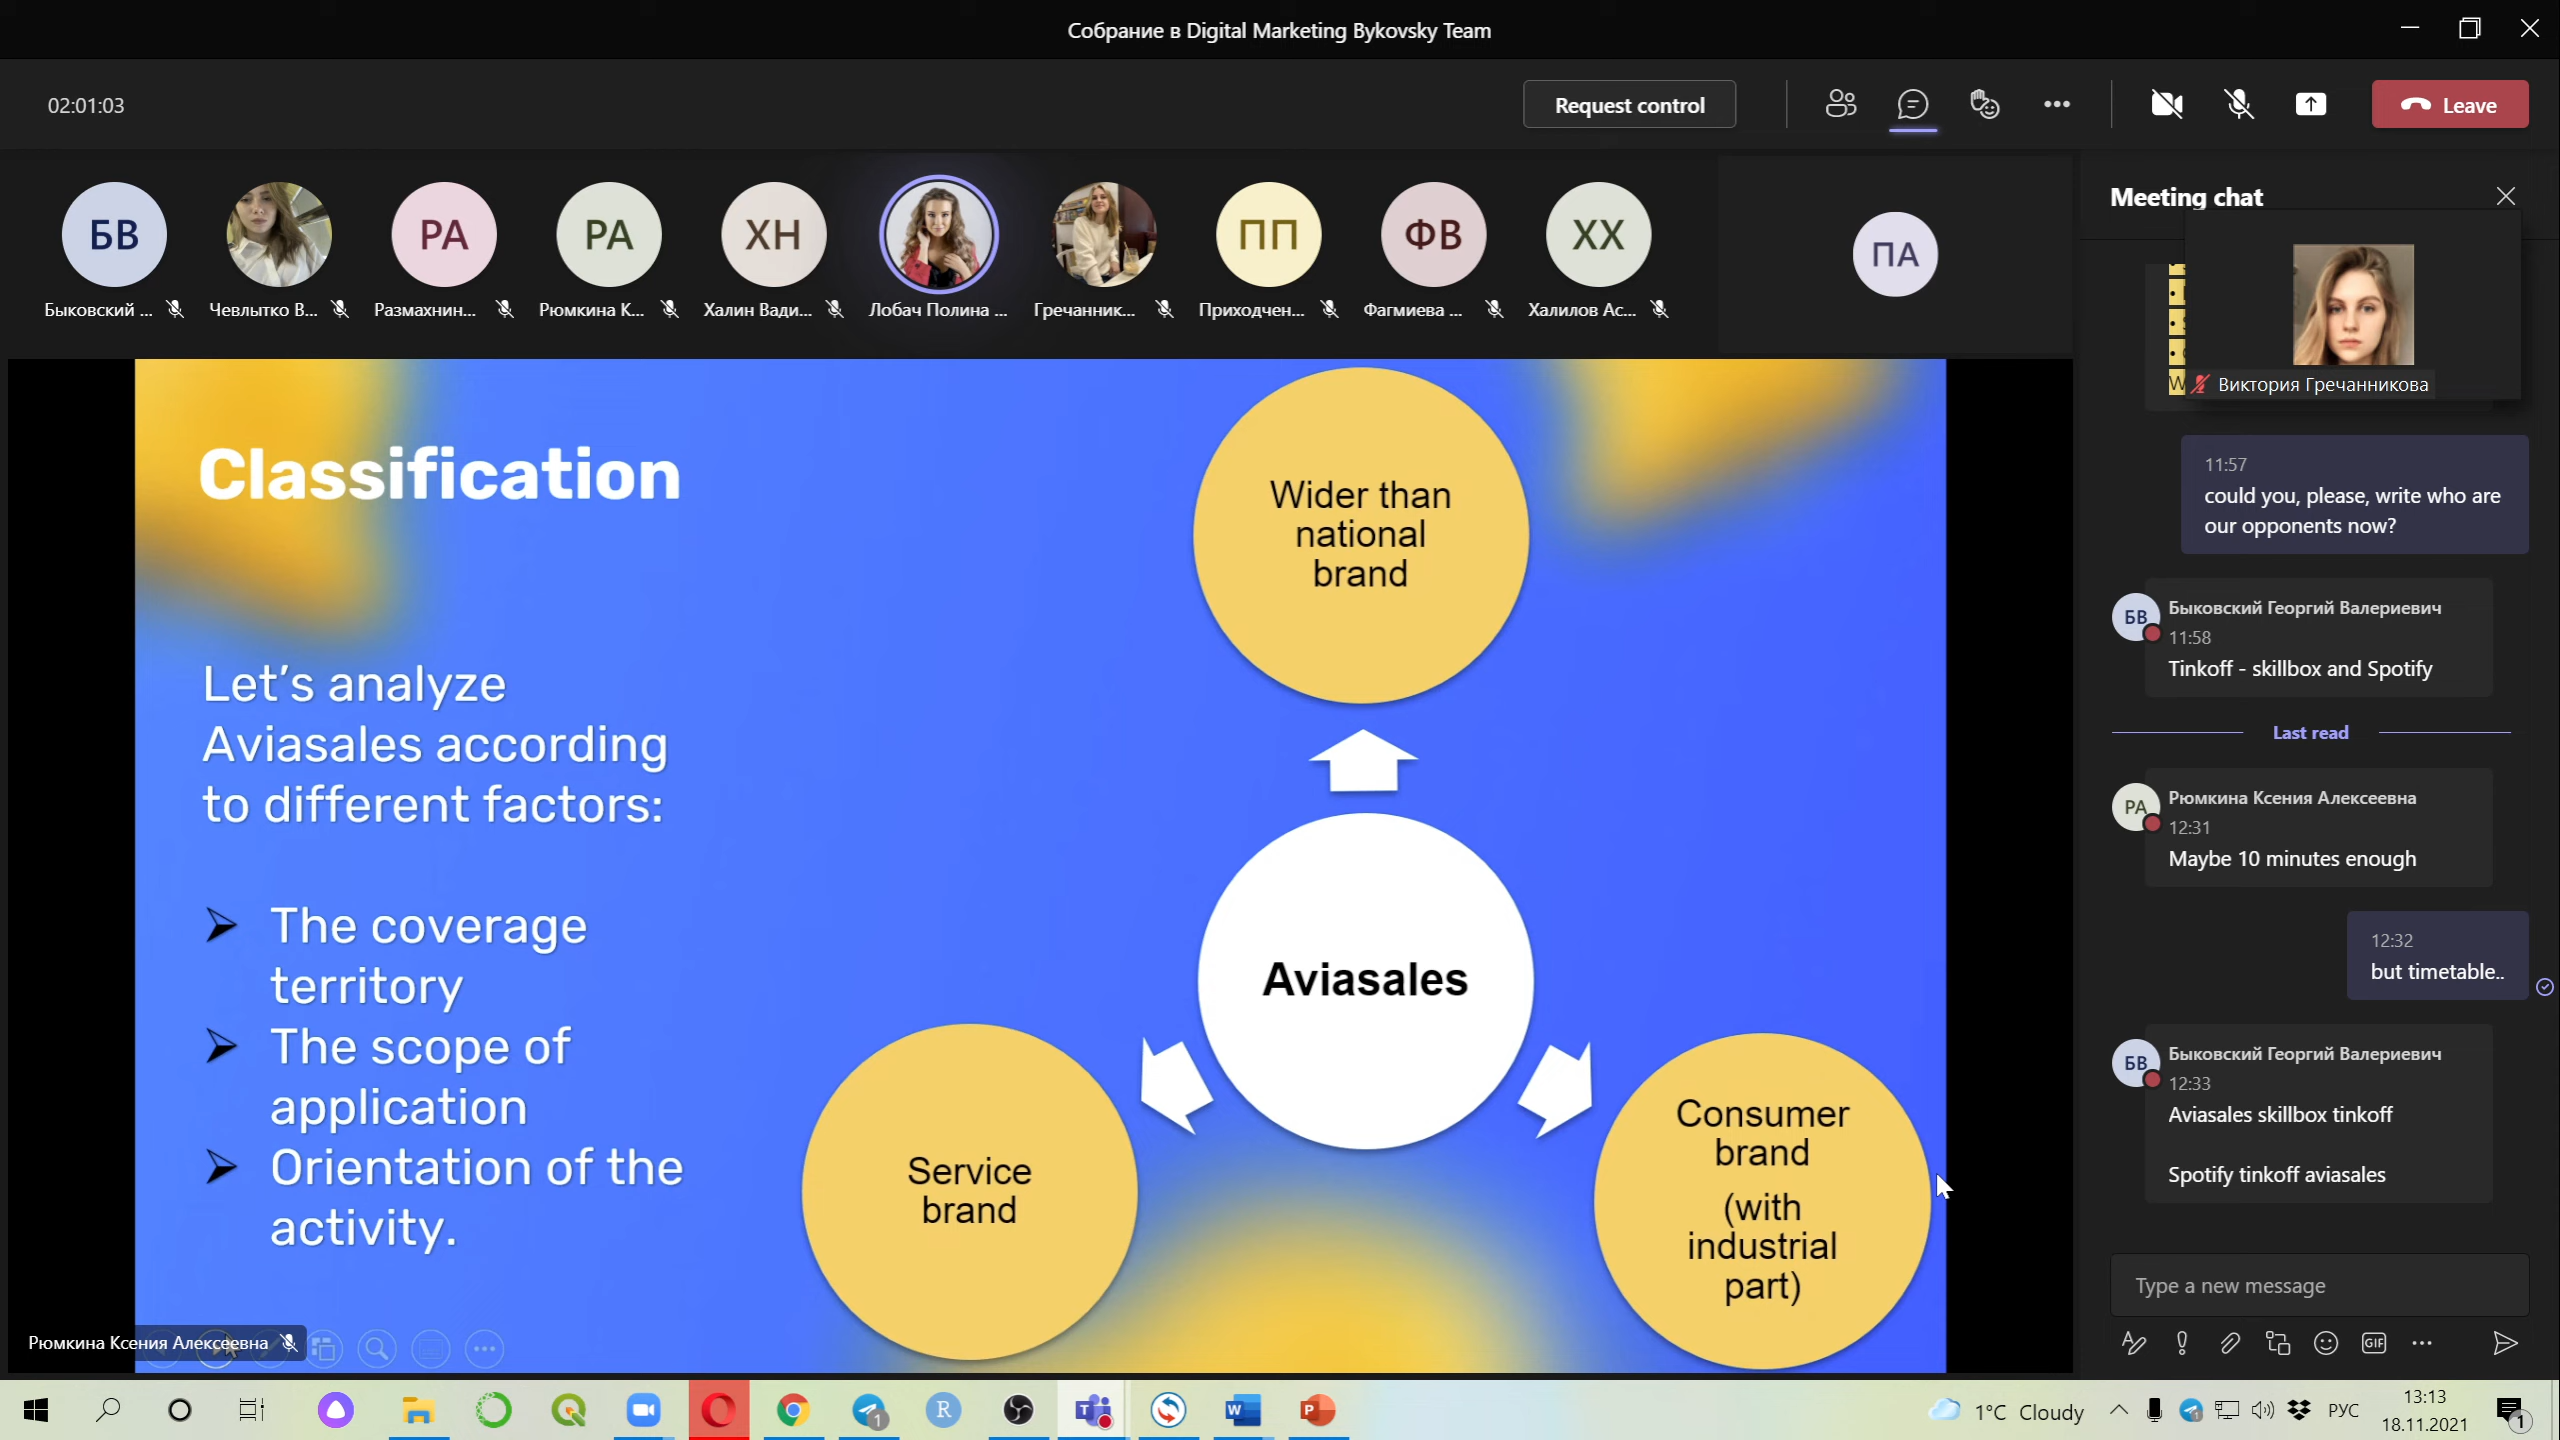 Собрание в Digital Marketing Bykovsky Team
02:01:03
Request control
Leave
БВ
РА
РА
ХН
ПП
ФВ
ХХ
ПА
Быковский ...
Чевлытко В...
Размахнин...
Рюмкина К...
Халин Вади...
Лобач Полина ...
Гречанник...
Приходчен...
Фагмиева ...
Халилов Ас...
Meeting chat
W
Виктория Гречанникова
11:57
could you, please, write who are
our opponents now?
БВ
Быковский Георгий Валериевич
11:58
Tinkoff - skillbox and Spotify
Last read
РА
Рюмкина Ксения Алексеевна
12:31
Maybe 10 minutes enough
12:32
but timetable..
БВ
Быковский Георгий Валериевич
12:33
Aviasales skillbox tinkoff
Spotify tinkoff aviasales
Type a new message
GIF
Classification
Let's analyze
Aviasales according
to different factors:
➢ The coverage
territory
➢ The scope of
application
➢ Orientation of the
activity.
Wider than
national
brand
Aviasales
Service
brand
Consumer
brand
(with
industrial
part)
Рюмкина Ксения Алексеевна
1°C Cloudy
РУС
13:13
18.11.2021
1